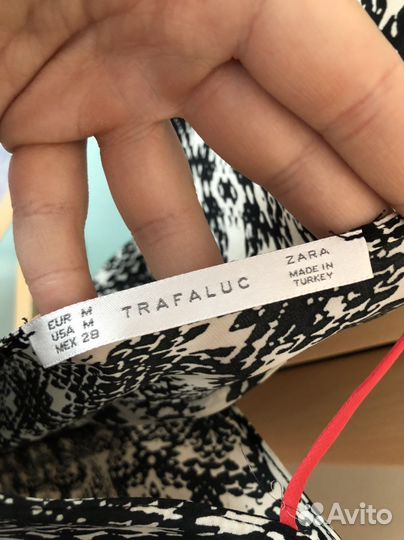 EUR M
USA M
MEX 28
TRAFALUC
ZARA
MADE IN
TURKEY
Avito